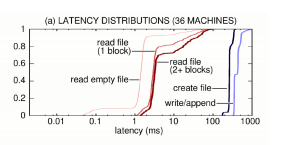 (a) LATENCY DISTRIBUTIONS (36 MACHINES)
1
0.8
0.6
0.4
0.2
0
read file
(1 block)
read file
(2+ blocks)
read empty file
create file
write/append
0.01 0.1 1 10 100 1000
latency (ms)